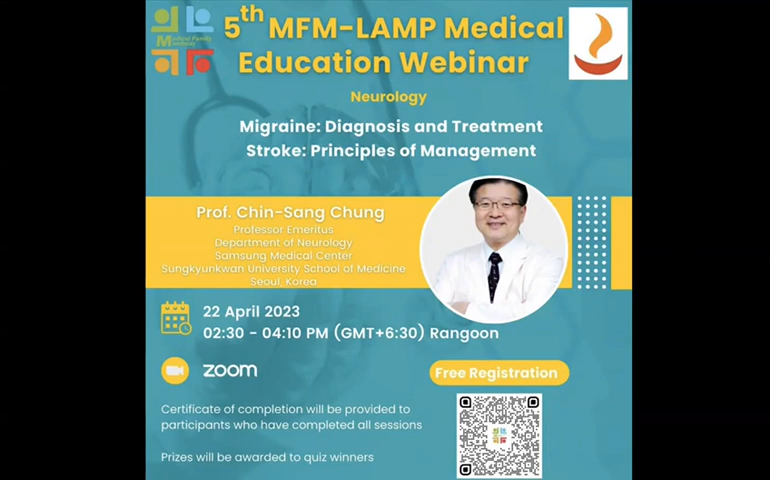 5th MFM-LAMP Medical
Education Webinar
Medical Family
Mandalay
Neurology
Migraine: Diagnosis and Treatment
Stroke: Principles of Management
Prof. Chin-Sang Chung
Professor Emeritus
Department of Neurology
Samsung Medical Center
Sungkyunkwan University School of Medicine
Seoul, Korea
22 April 2023
02:30 - 04:10 PM (GMT+6:30) Rangoon
zoom
Free Registration
Certificate of completion will be provided to
participants who have completed all sessions
Prizes will be awarded to quiz winners